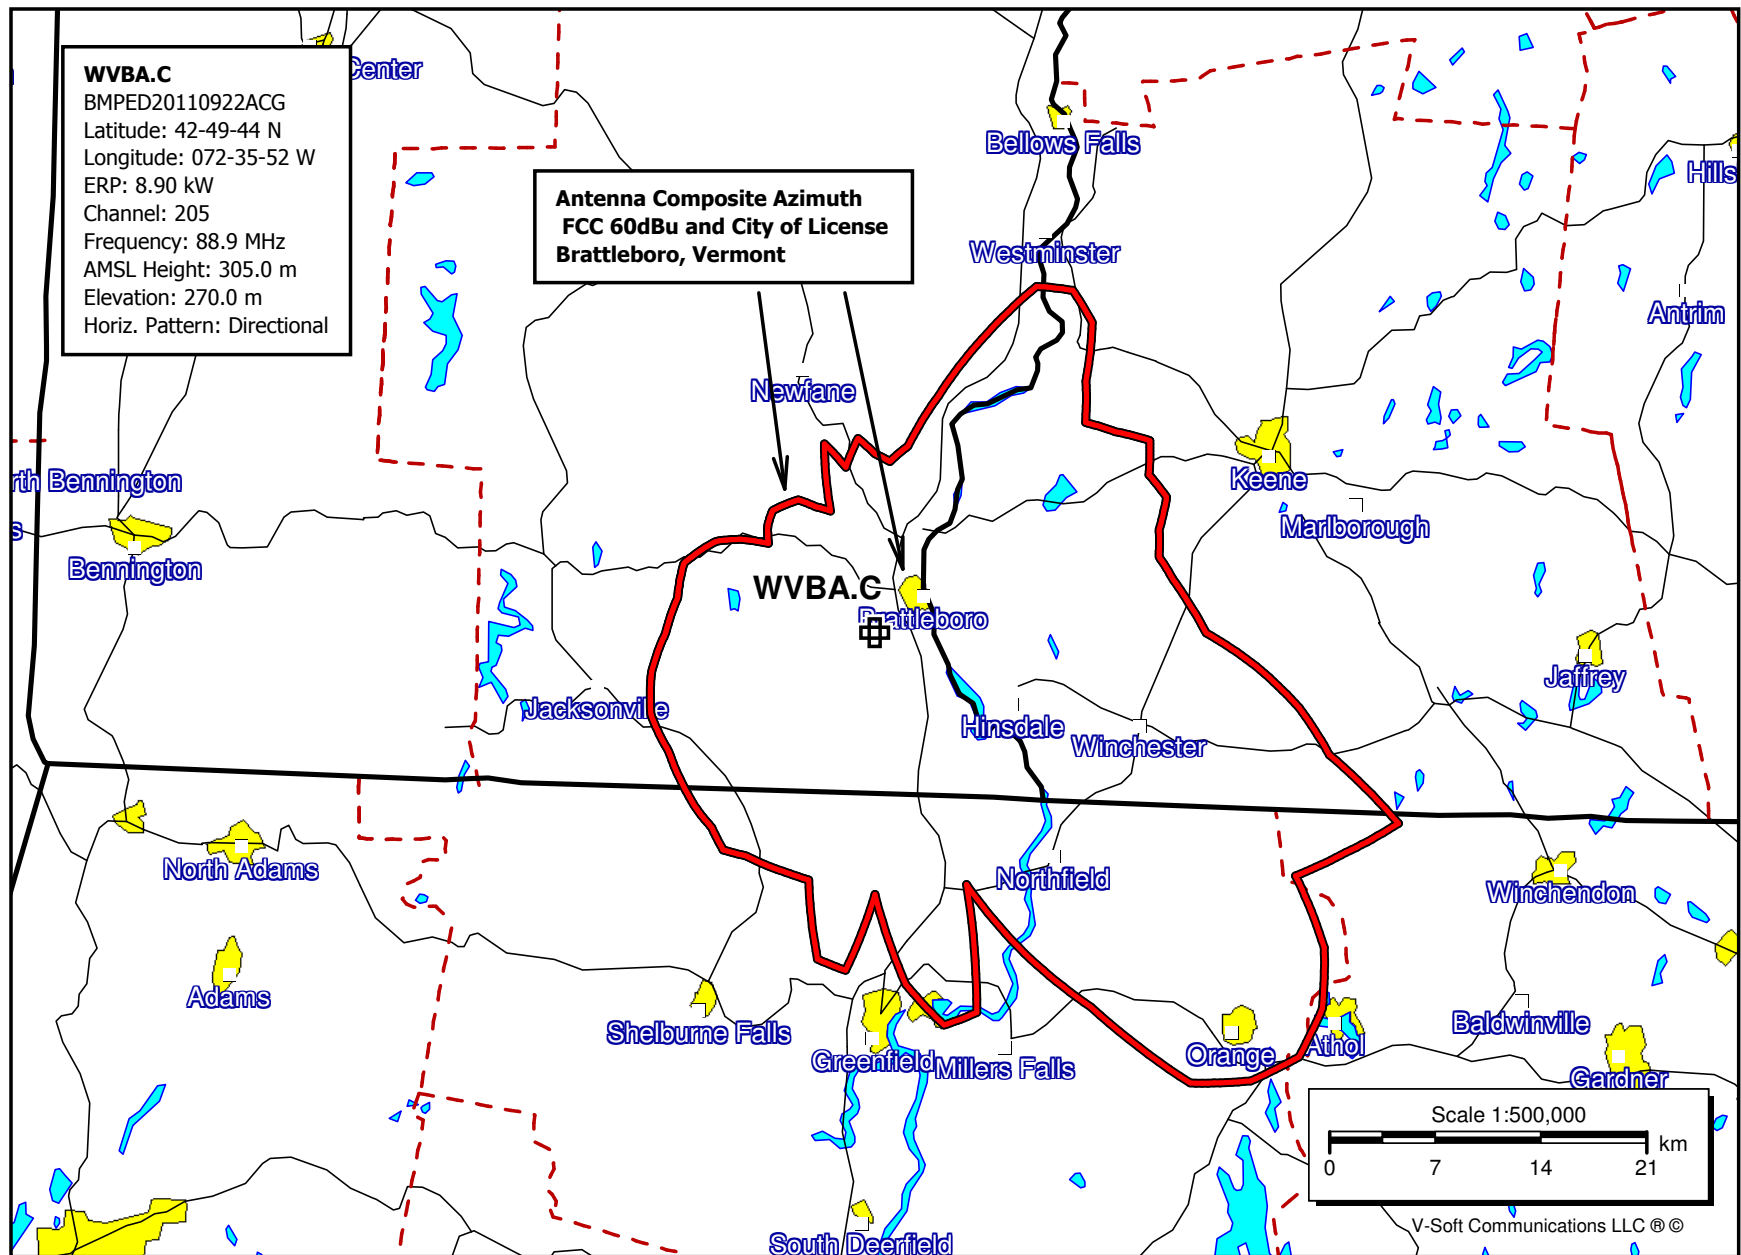 WVBA.C
BMPED20110922ACG
Latitude: 42-49-44 N
Longitude: 072-35-52 W
ERP: 8.90 kW
Channel: 205
Frequency: 88.9 MHz
AMSL Height: 305.0 m
Elevation: 270.0 m
Horiz. Pattern: Directional
Center
Antenna Composite Azimuth
FCC 60dBu and City of License
Brattleboro, Vermont
Bellows Falls
Hills
Westminster
Antrim
Newfane
rth Bennington
Keene
s
Marlborough
Bennington
WVBA.C
Brattleboro
Jaffrey
Jacksonville
Hinsdale
Winchester
North Adams
Northfield
Winchendon
Adams
Shelburne Falls
Baldwinville
Greenfield
Millers Falls
Orange
Athol
Gardner
Scale 1:500,000
km
0 7 14 21
V-Soft Communications LLC ® ©
South Deerfield